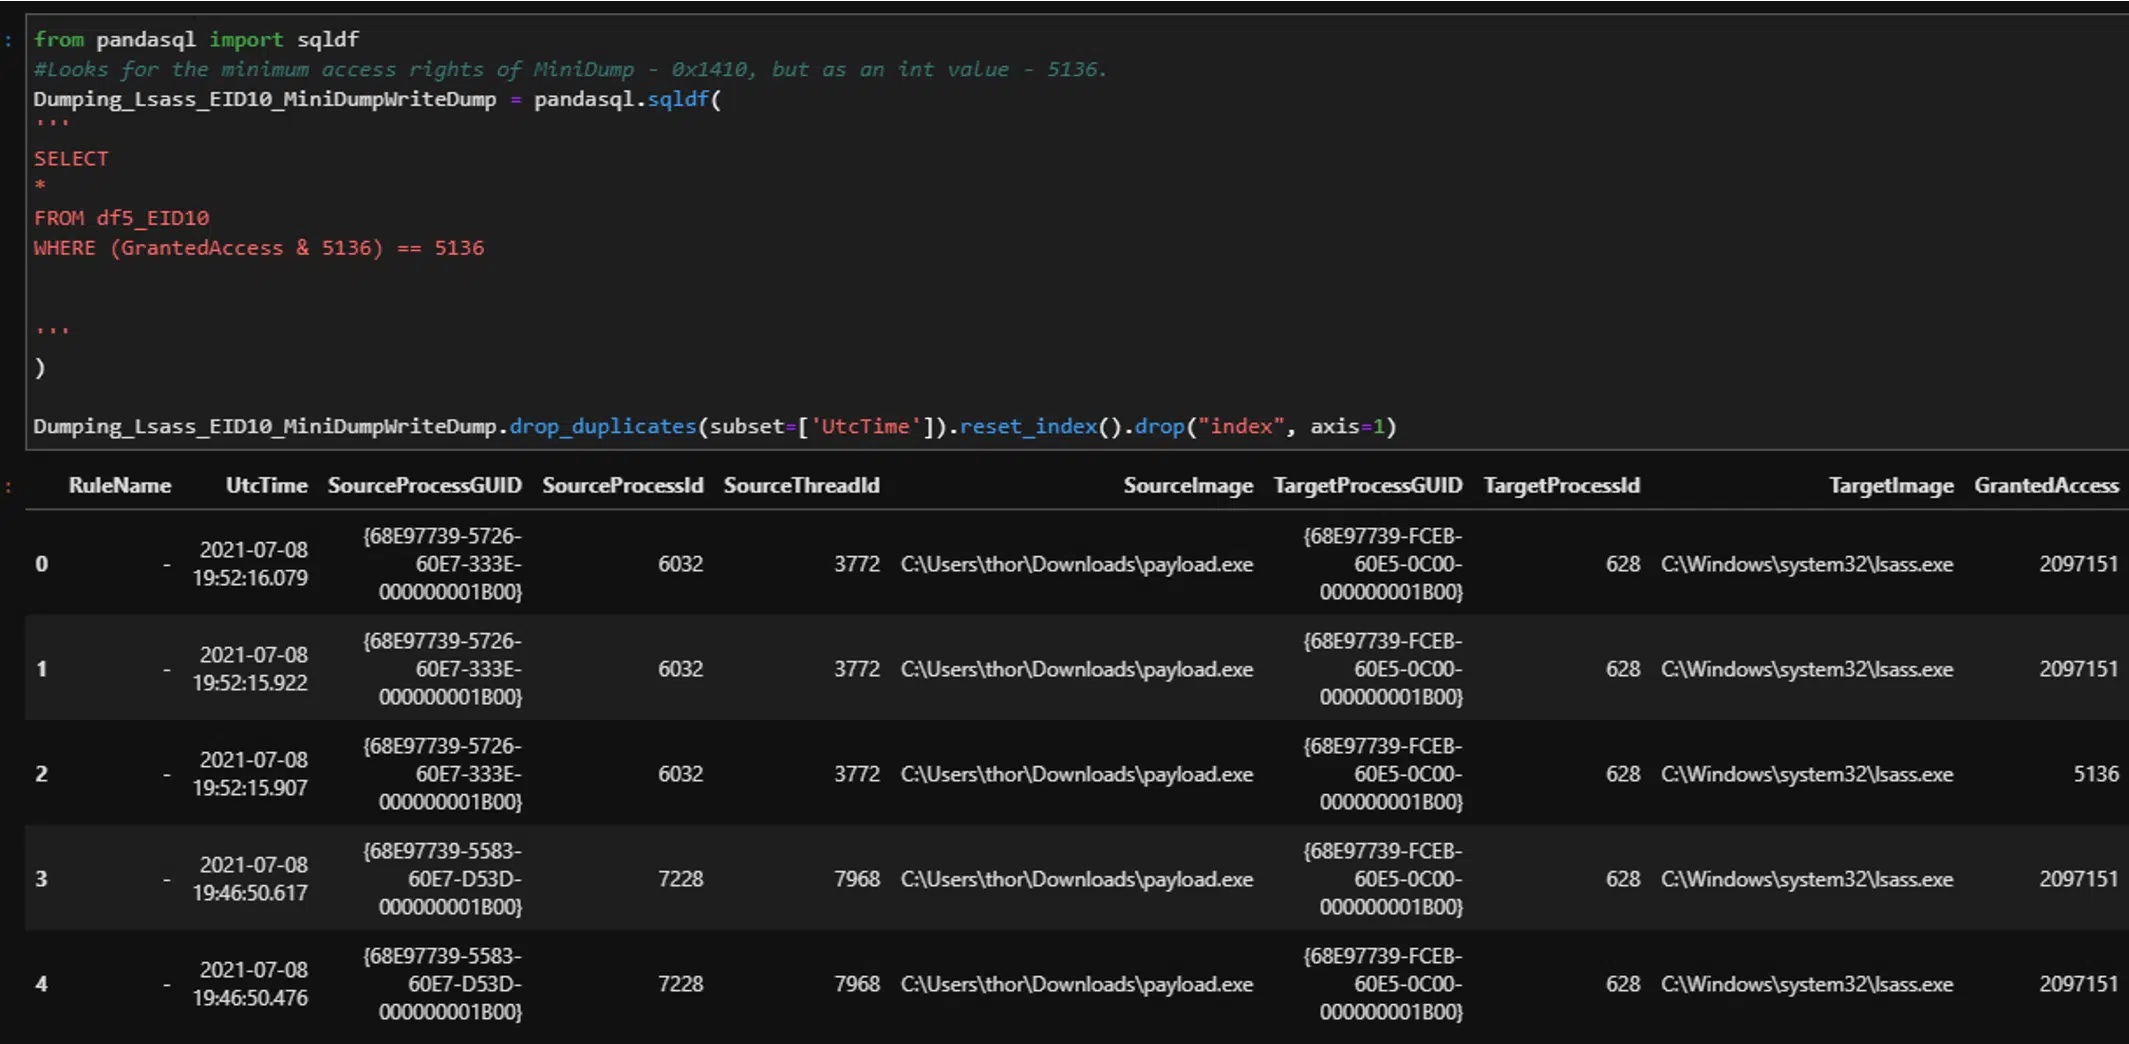 :
from pandasql import sqldf
#Looks for the minimum access rights of MiniDump - 0x1410, but as an int value - 5136.
Dumping_Lsass_EID10_MiniDumpWriteDump = pandasql.sqldf(
'''
SELECT
*
FROM df5_EID10
WHERE (GrantedAccess & 5136) == 5136
'''
)
Dumping_Lsass_EID10_MiniDumpWriteDump.drop_duplicates(subset=['UtcTime']).reset_index().drop("index", axis=1)
:
RuleName UtcTime SourceProcessGUID SourceProcessId SourceThreadId SourceImage TargetProcessGUID TargetProcessId TargetImage GrantedAccess
{68E97739-5726- {68E97739-FCEB-
2021-07-08
0 - 60E7-333E- 6032 3772 C:\Users\thor\Downloads\payload.exe 60E5-0C00- 628 C:\Windows\system32\lsass.exe 2097151
19:52:16.079
000000001B00} 000000001B00}
{68E97739-5726- {68E97739-FCEB-
2021-07-08
1 - 60E7-333E- 6032 3772 C:\Users\thor\Downloads\payload.exe 60E5-0C00- 628 C:\Windows\system32\lsass.exe 2097151
19:52:15.922
000000001B00} 000000001B00}
{68E97739-5726- {68E97739-FCEB-
2021-07-08
2 - 60E7-333E- 6032 3772 C:\Users\thor\Downloads\payload.exe 60E5-0C00- 628 C:\Windows\system32\lsass.exe 5136
19:52:15.907
000000001B00} 000000001B00}
{68E97739-5583- {68E97739-FCEB-
2021-07-08
3 - 60E7-D53D- 7228 7968 C:\Users\thor\Downloads\payload.exe 60E5-0C00- 628 C:\Windows\system32\lsass.exe 2097151
19:46:50.617
000000001B00} 000000001B00}
{68E97739-5583- {68E97739-FCEB-
2021-07-08
4 - 60E7-D53D- 7228 7968 C:\Users\thor\Downloads\payload.exe 60E5-0C00- 628 C:\Windows\system32\lsass.exe 2097151
19:46:50.476
000000001B00} 000000001B00}